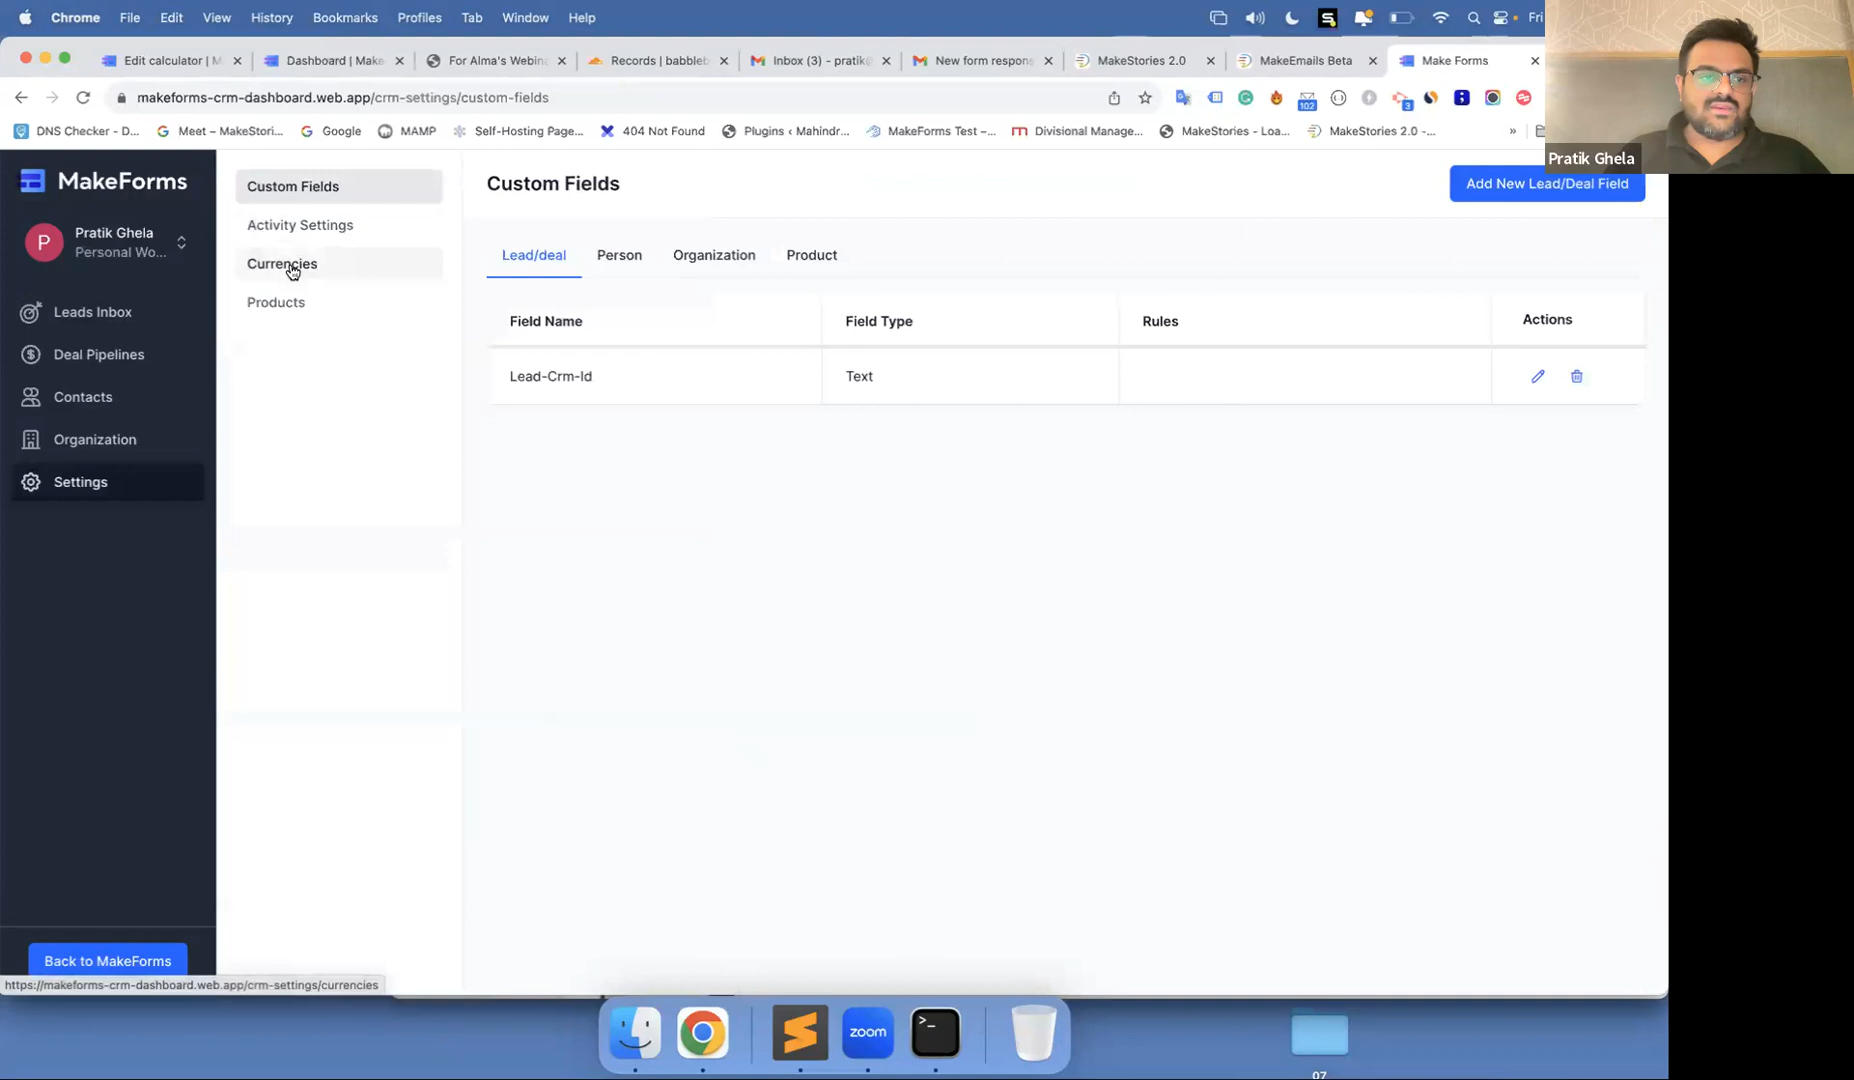 Chrome File Edit View History Bookmarks Profiles Tab Window Help Fri
Edit calculator | M
Dashboard | Make
For Alma's Webina
Records | babbleb
Inbox (3) - pratik@
New form respons
MakeStories 2.0
MakeEmails Beta
Make Forms
makeforms-crm-dashboard.web.app/crm-settings/custom-fields
102
3
DNS Checker - D...
Meet – MakeStori...
Google
MAMP
Self-Hosting Page...
404 Not Found
Plugins ‹ Mahindr...
MakeForms Test –...
Divisional Manage...
MakeStories - Loa...
MakeStories 2.0 -...
»
Pratik Ghela
MakeForms
P
Pratik Ghela
Personal Wo...
Leads Inbox
Deal Pipelines
Contacts
Organization
Settings
Back to MakeForms
https://makeforms-crm-dashboard.web.app/crm-settings/currencies
Custom Fields
Activity Settings
Currencies
Products
Custom Fields
Add New Lead/Deal Field
Lead/deal Person Organization Product
Field Name Field Type Rules Actions
Lead-Crm-Id Text
zoom
07